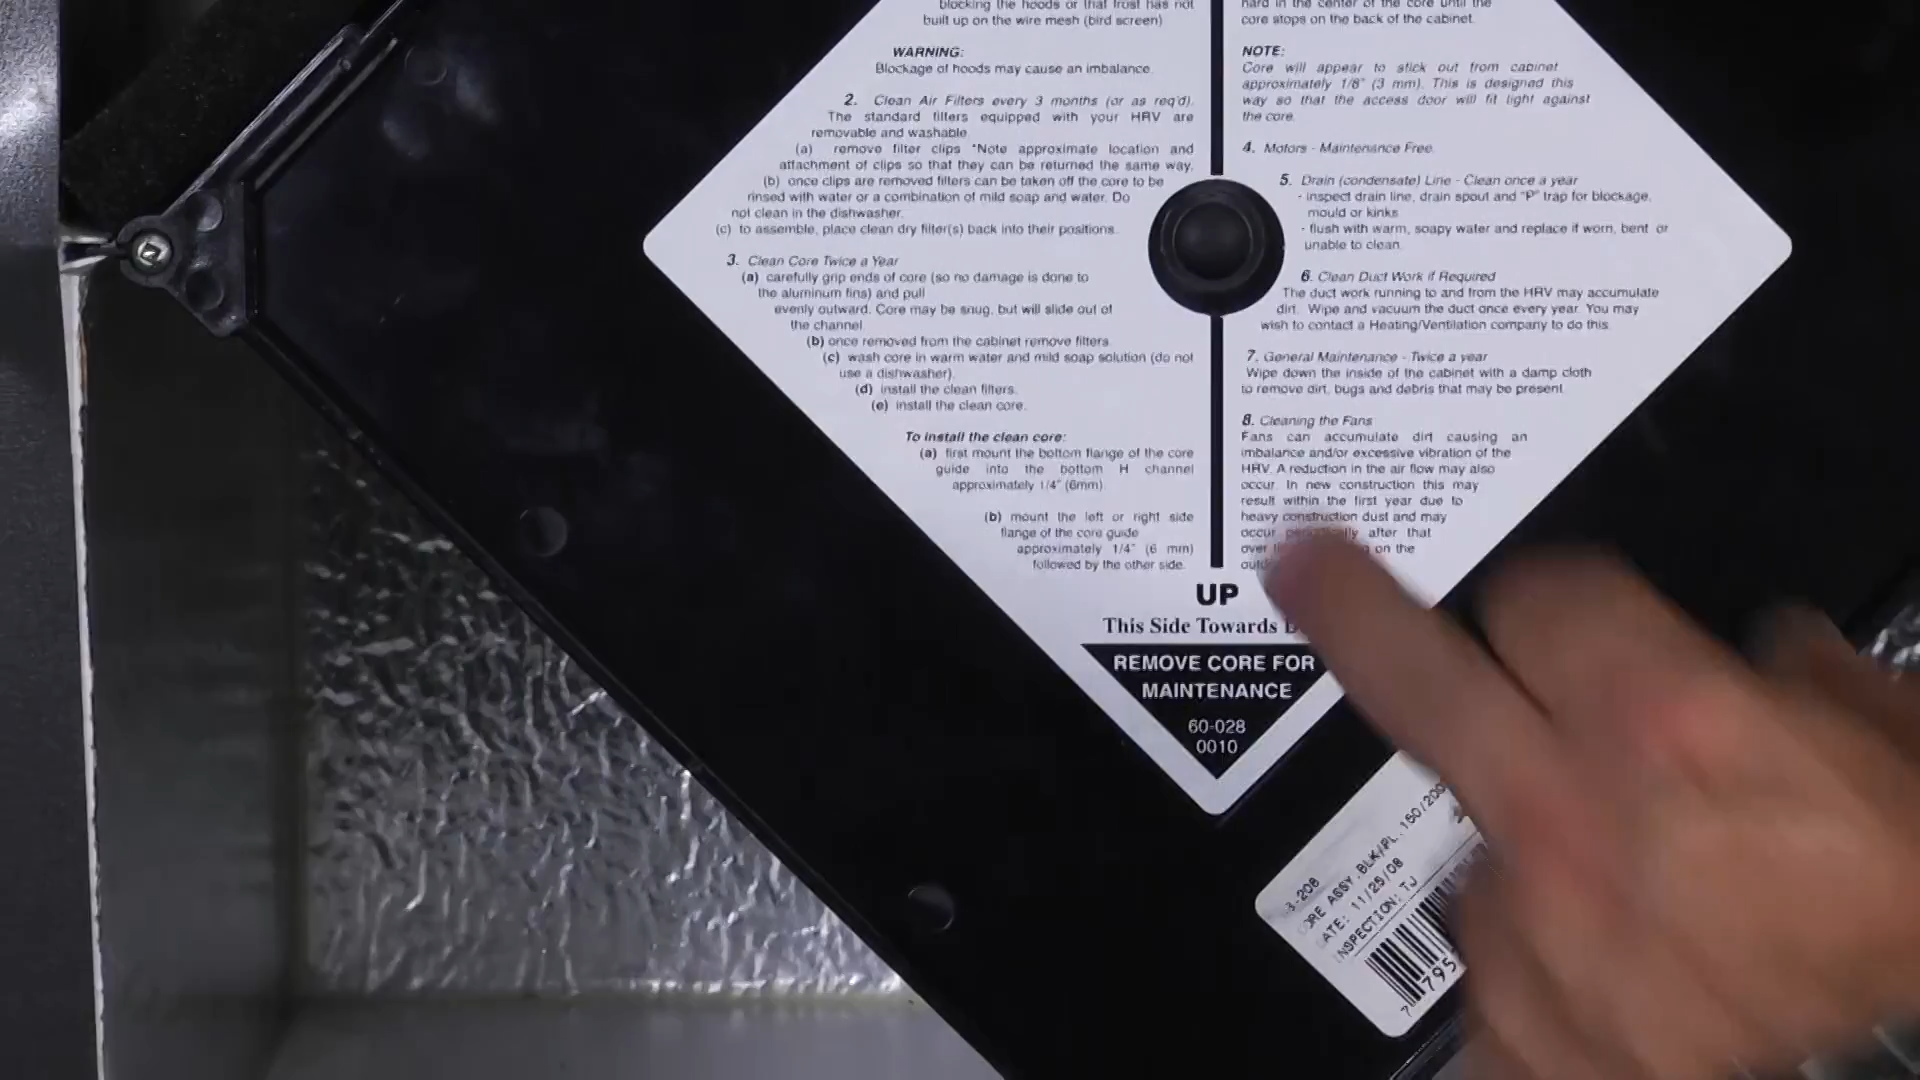 blocking the hoods or that frost has not
built up on the wire mesh (bird screen)
WARNING:
Blockage of hoods may cause an imbalance.
2. Clean Air Filters every 3 months (or as req'd).
The standard filters equipped with your HRV are
removable and washable
(a) remove filter clips *Note approximate location and
attachment of clips so that they can be returned the same way.
(b) once clips are removed filters can be taken off the core to be
rinsed with water or a combination of mild soap and water. Do
not clean in the dishwasher.
(c) to assemble, place clean dry filter(s) back into their positions.
3. Clean Core Twice a Year
(a) carefully grip ends of core (so no damage is done to
the aluminum fins) and pull
evenly outward. Core may be snug, but will slide out of
the channel.
(b) once removed from the cabinet remove filters.
(c) wash core in warm water and mild soap solution (do not
use a dishwasher).
(d) install the clean filters.
(e) install the clean core.
To install the clean core:
(a) first mount the bottom flange of the core
guide into the bottom H channel
approximately 1/4" (6mm)
(b) mount the left or right side
flange of the core guide
approximately 1/4" (6 mm)
followed by the other side.
hard in the center of the core until the
core stops on the back of the cabinet.
NOTE:
Core will appear to stick out from cabinet
approximately 1/8" (3 mm). This is designed this
way so that the access door will fit tight against
the core.
4. Motors - Maintenance Free.
5. Drain (condensate) Line - Clean once a year
- inspect drain line, drain spout and "P" trap for blockage,
mould or kinks
- flush with warm, soapy water and replace if worn, bent or
unable to clean.
6. Clean Duct Work if Required
The duct work running to and from the HRV may accumulate
dirt. Wipe and vacuum the duct once every year. You may
wish to contact a Heating/Ventilation company to do this
7. General Maintenance - Twice a year
Wipe down the inside of the cabinet with a damp cloth
to remove dirt, bugs and debris that may be present.
8. Cleaning the Fans
Fans can accumulate dirt causing an
imbalance and/or excessive vibration of the
HRV. A reduction in the air flow may also
occur. In new construction this may
result within the first year due to
heavy construction dust and may
occur periodically after that
over on the
UP
This Side Towards
REMOVE CORE FOR
MAINTENANCE
60-028
0010
-208
ORE ASSY.BLK/PL. 150/200
ATE: 11/25/08
INSPECTION: TJ
7 795